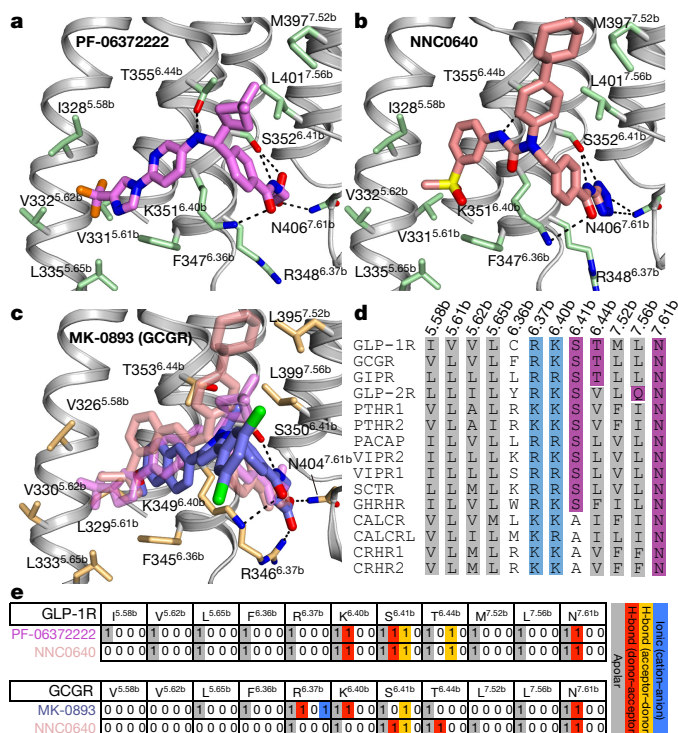 a
PF-06372222
M397^7.52b
T355^6.44b
L401^7.56b
I328^5.58b
S352^6.41b
V332^5.62b
K351^6.40b
V331^5.61b
N406^7.61b
L335^5.65b
F347^6.36b
R348^6.37b
b
NNC0640
M397^7.52b
T355^6.44b
L401^7.56b
I328^5.58b
S352^6.41b
V332^5.62b
K351^6.40b
V331^5.61b
N406^7.61b
L335^5.65b
F347^6.36b
R348^6.37b
c
MK-0893 (GCGR)
L395^7.52b
T353^6.44b
L399^7.56b
V326^5.58b
S350^6.41b
V330^5.62b
N404^7.61b
K349^6.40b
L329^5.61b
L333^5.65b
F345^6.36b
R346^6.37b
d
5.58b 5.61b 5.62b 5.65b 6.36b 6.37b 6.40b 6.41b 6.44b 7.52b 7.56b 7.61b
GLP-1R I V V L C R K S T M L N
GCGR V L V L F R K S T L L N
GIPR L L L L L R K S T L L N
GLP-2R L L I L Y R K S V L Q N
PTHR1 V L A L R K K S V F I N
PTHR2 V L A I R K K S V F I N
PACAP I L V L L R K S L V L N
VIPR2 I L L L K R K S L V L N
VIPR1 I L L L S R K S L V L N
SCTR L L M L K R K S L V L N
GHRHR I L V L W R K S F V L N
CALCR V L V M L K K A I F I N
CALCRL V I M L I K R A I I I N
CRHR1 V L M L R K K A V F F N
CRHR2 V L M L R K K A V F F N
e
GLP-1R I^5.58b V^5.62b L^5.65b F^6.36b R^6.37b K^6.40b S^6.41b T^6.44b M^7.52b L^7.56b N^7.61b
PF-06372222
NNC0640
GCGR V^5.58b V^5.62b L^5.65b F^6.36b R^6.37b K^6.40b S^6.41b T^6.44b L^7.52b L^7.56b N^7.61b
MK-0893
NNC0640
Apolar
H-bond (donor-acceptor)
H-bond (acceptor-donor)
Ionic (cation-anion)